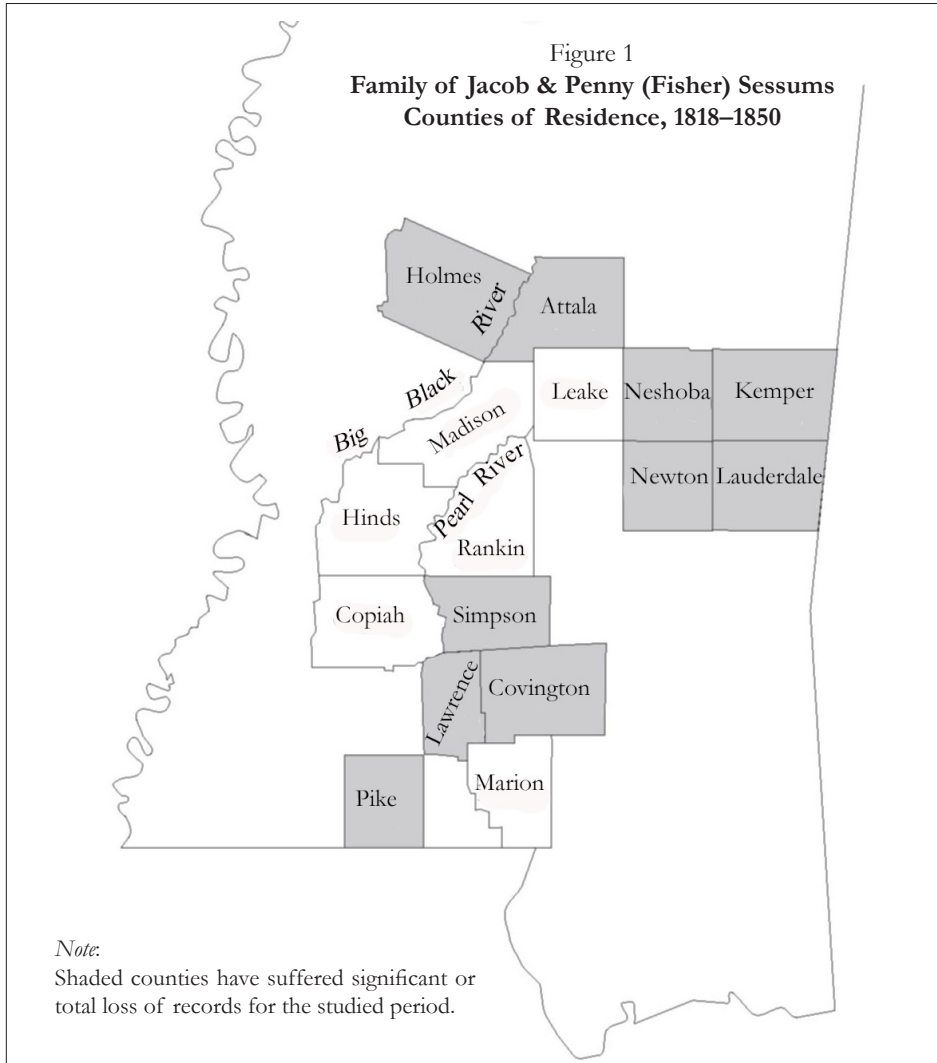 Figure 1
Family of Jacob & Penny (Fisher) Sessums
Counties of Residence, 1818–1850
Holmes
River
Attala
Black
Big
Madison
Leake
Neshoba
Kemper
Pearl River
Newton
Lauderdale
Hinds
Rankin
Copiah
Simpson
Lawrence
Covington
Marion
Pike
Note:
Shaded counties have suffered significant or
total loss of records for the studied period.